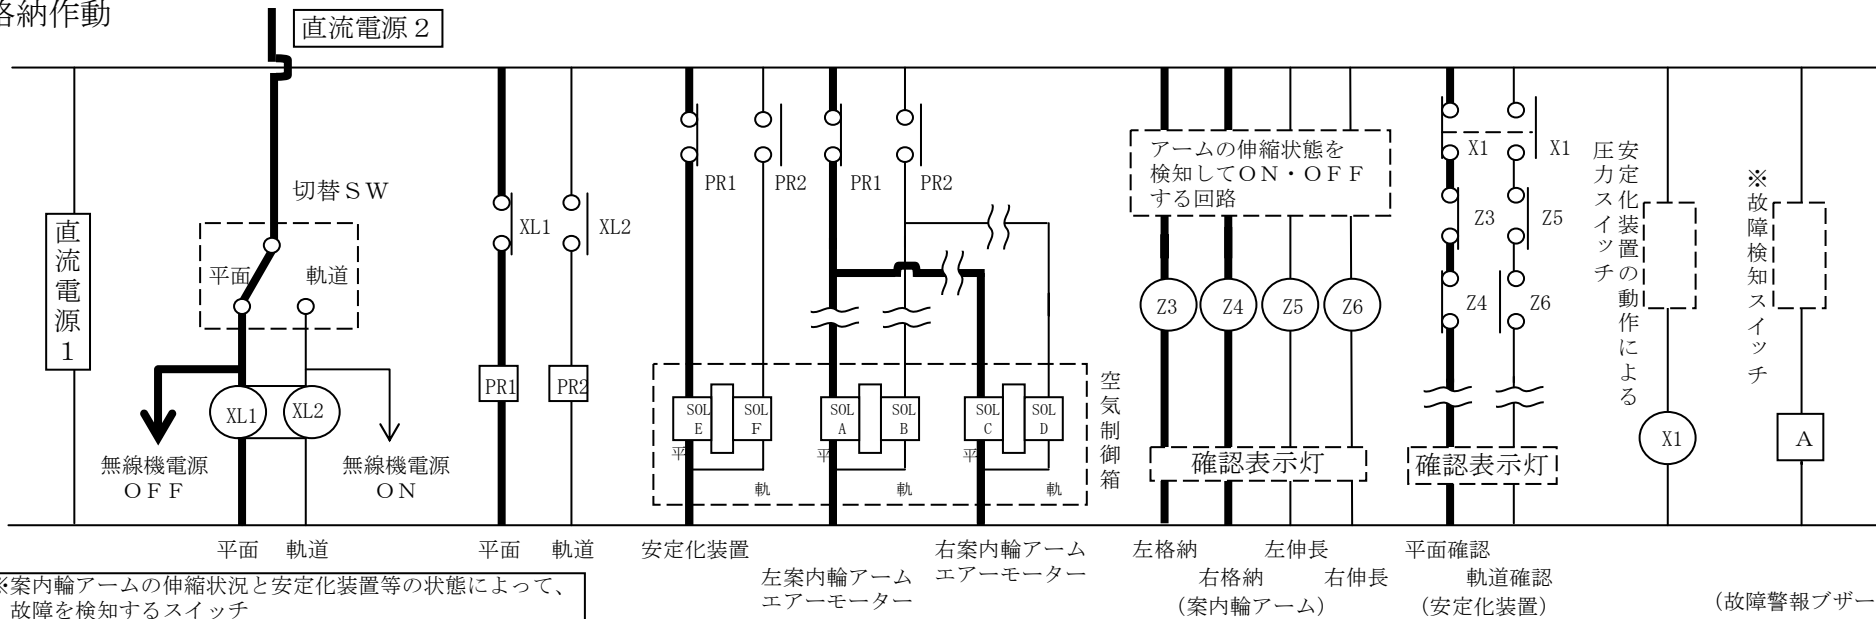 格納作動
直流電源２
直流電源１
切替ＳＷ
平面
軌道
XL1
XL2
無線機電源
ＯＦＦ
無線機電源
ＯＮ
XL1
XL2
PR1
PR2
PR1
PR2
PR1
PR2
SOL
E
SOL
F
SOL
A
SOL
B
SOL
C
SOL
D
平
軌
平
軌
平
軌
空気制御箱
アームの伸縮状態を
検知してＯＮ・ＯＦＦ
する回路
Z3
Z4
Z5
Z6
確認表示灯
X1
X1
Z3
Z5
Z4
Z6
確認表示灯
安定化装置の動作による
圧力スイッチ
X1
※故障検知スイッチ
A
平面
軌道
平面
軌道
安定化装置
左案内輪アーム
エアーモーター
右案内輪アーム
エアーモーター
左格納
右格納
左伸長
右伸長
（案内輪アーム）
平面確認
軌道確認
（安定化装置）
（故障警報ブザー
※案内輪アームの伸縮状況と安定化装置等の状態によって、
故障を検知するスイッチ